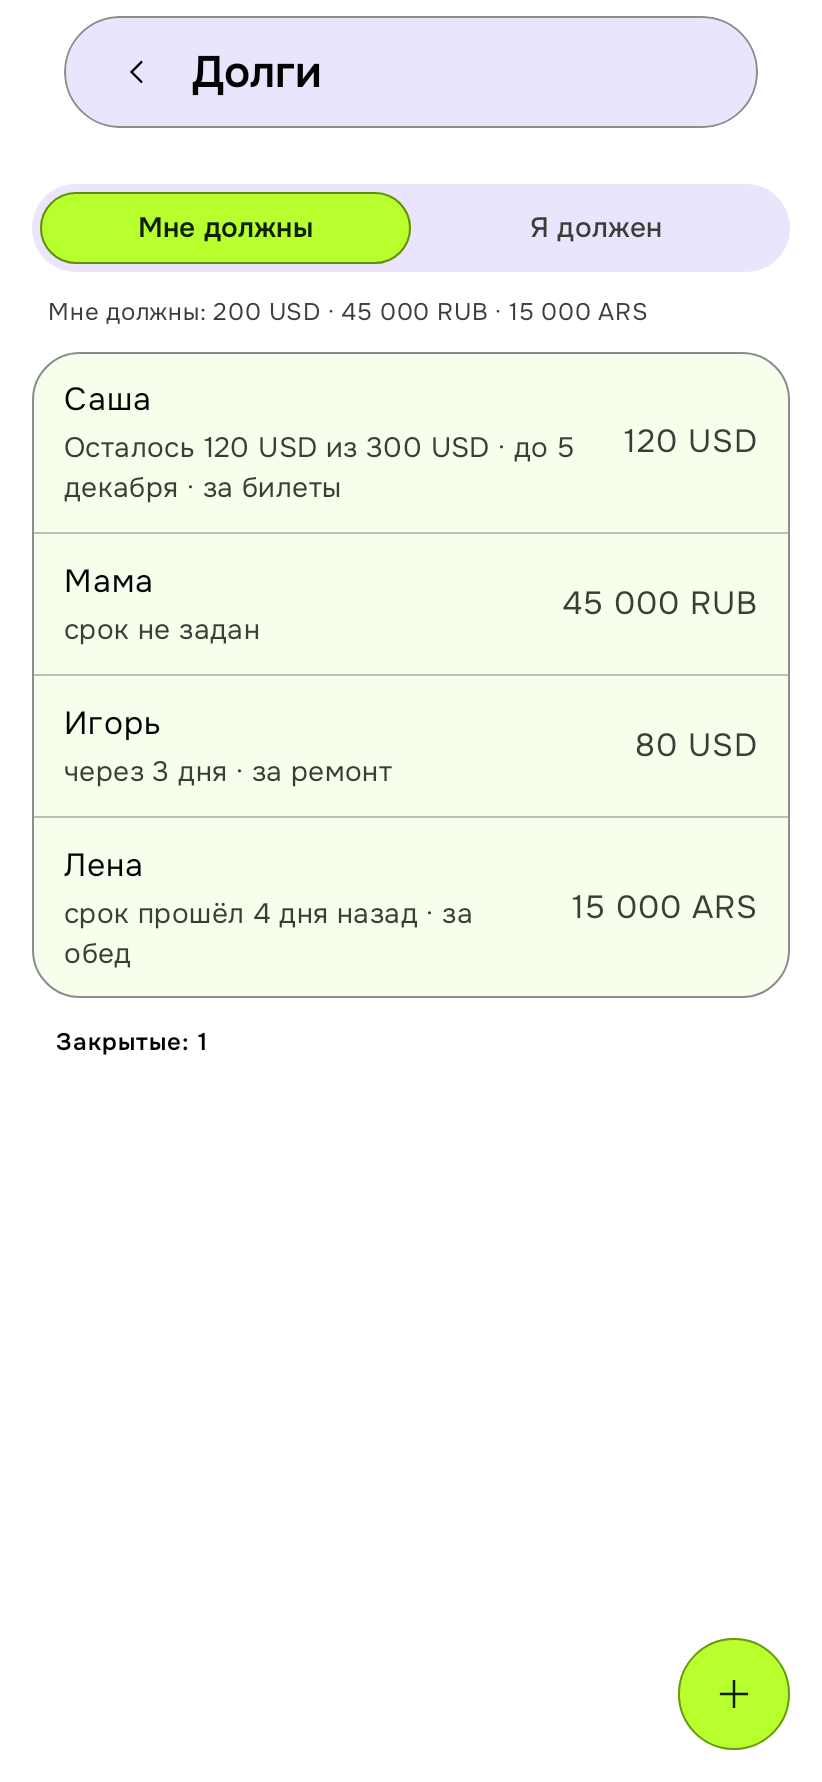 Долги
Мне должны
Я должен
Мне должны: 200 USD · 45 000 RUB · 15 000 ARS
Саша
Осталось 120 USD из 300 USD · до 5
декабря · за билеты
120 USD
Мама
срок не задан
45 000 RUB
Игорь
через 3 дня · за ремонт
80 USD
Лена
срок прошёл 4 дня назад · за
обед
15 000 ARS
Закрытые: 1